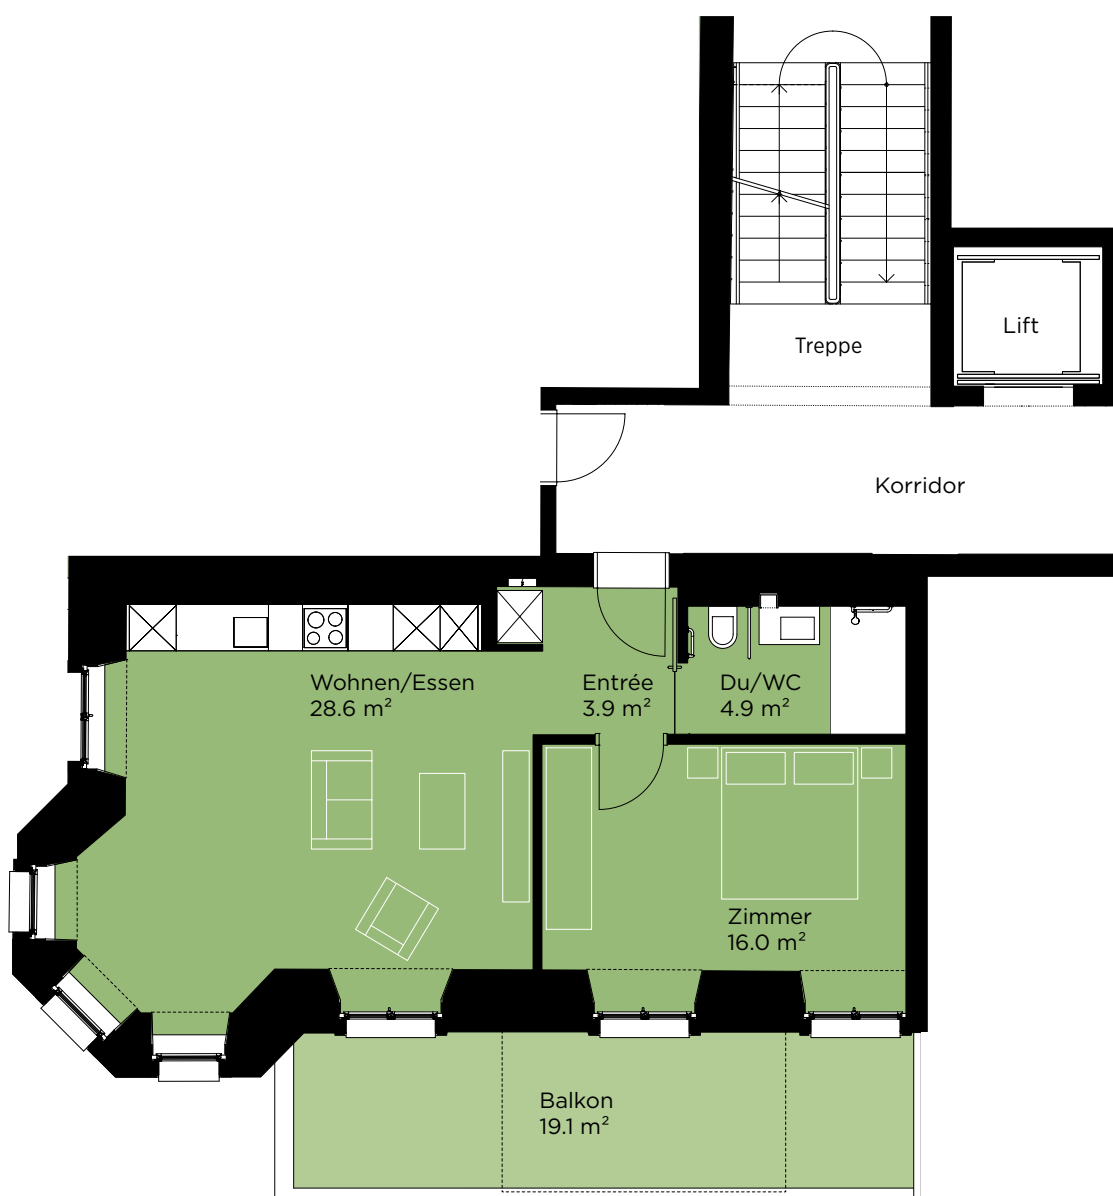 Lift
Treppe
Korridor
Wohnen/Essen
28.6 m²
Entrée
3.9 m²
Du/WC
4.9 m²
Zimmer
16.0 m²
Balkon
19.1 m²